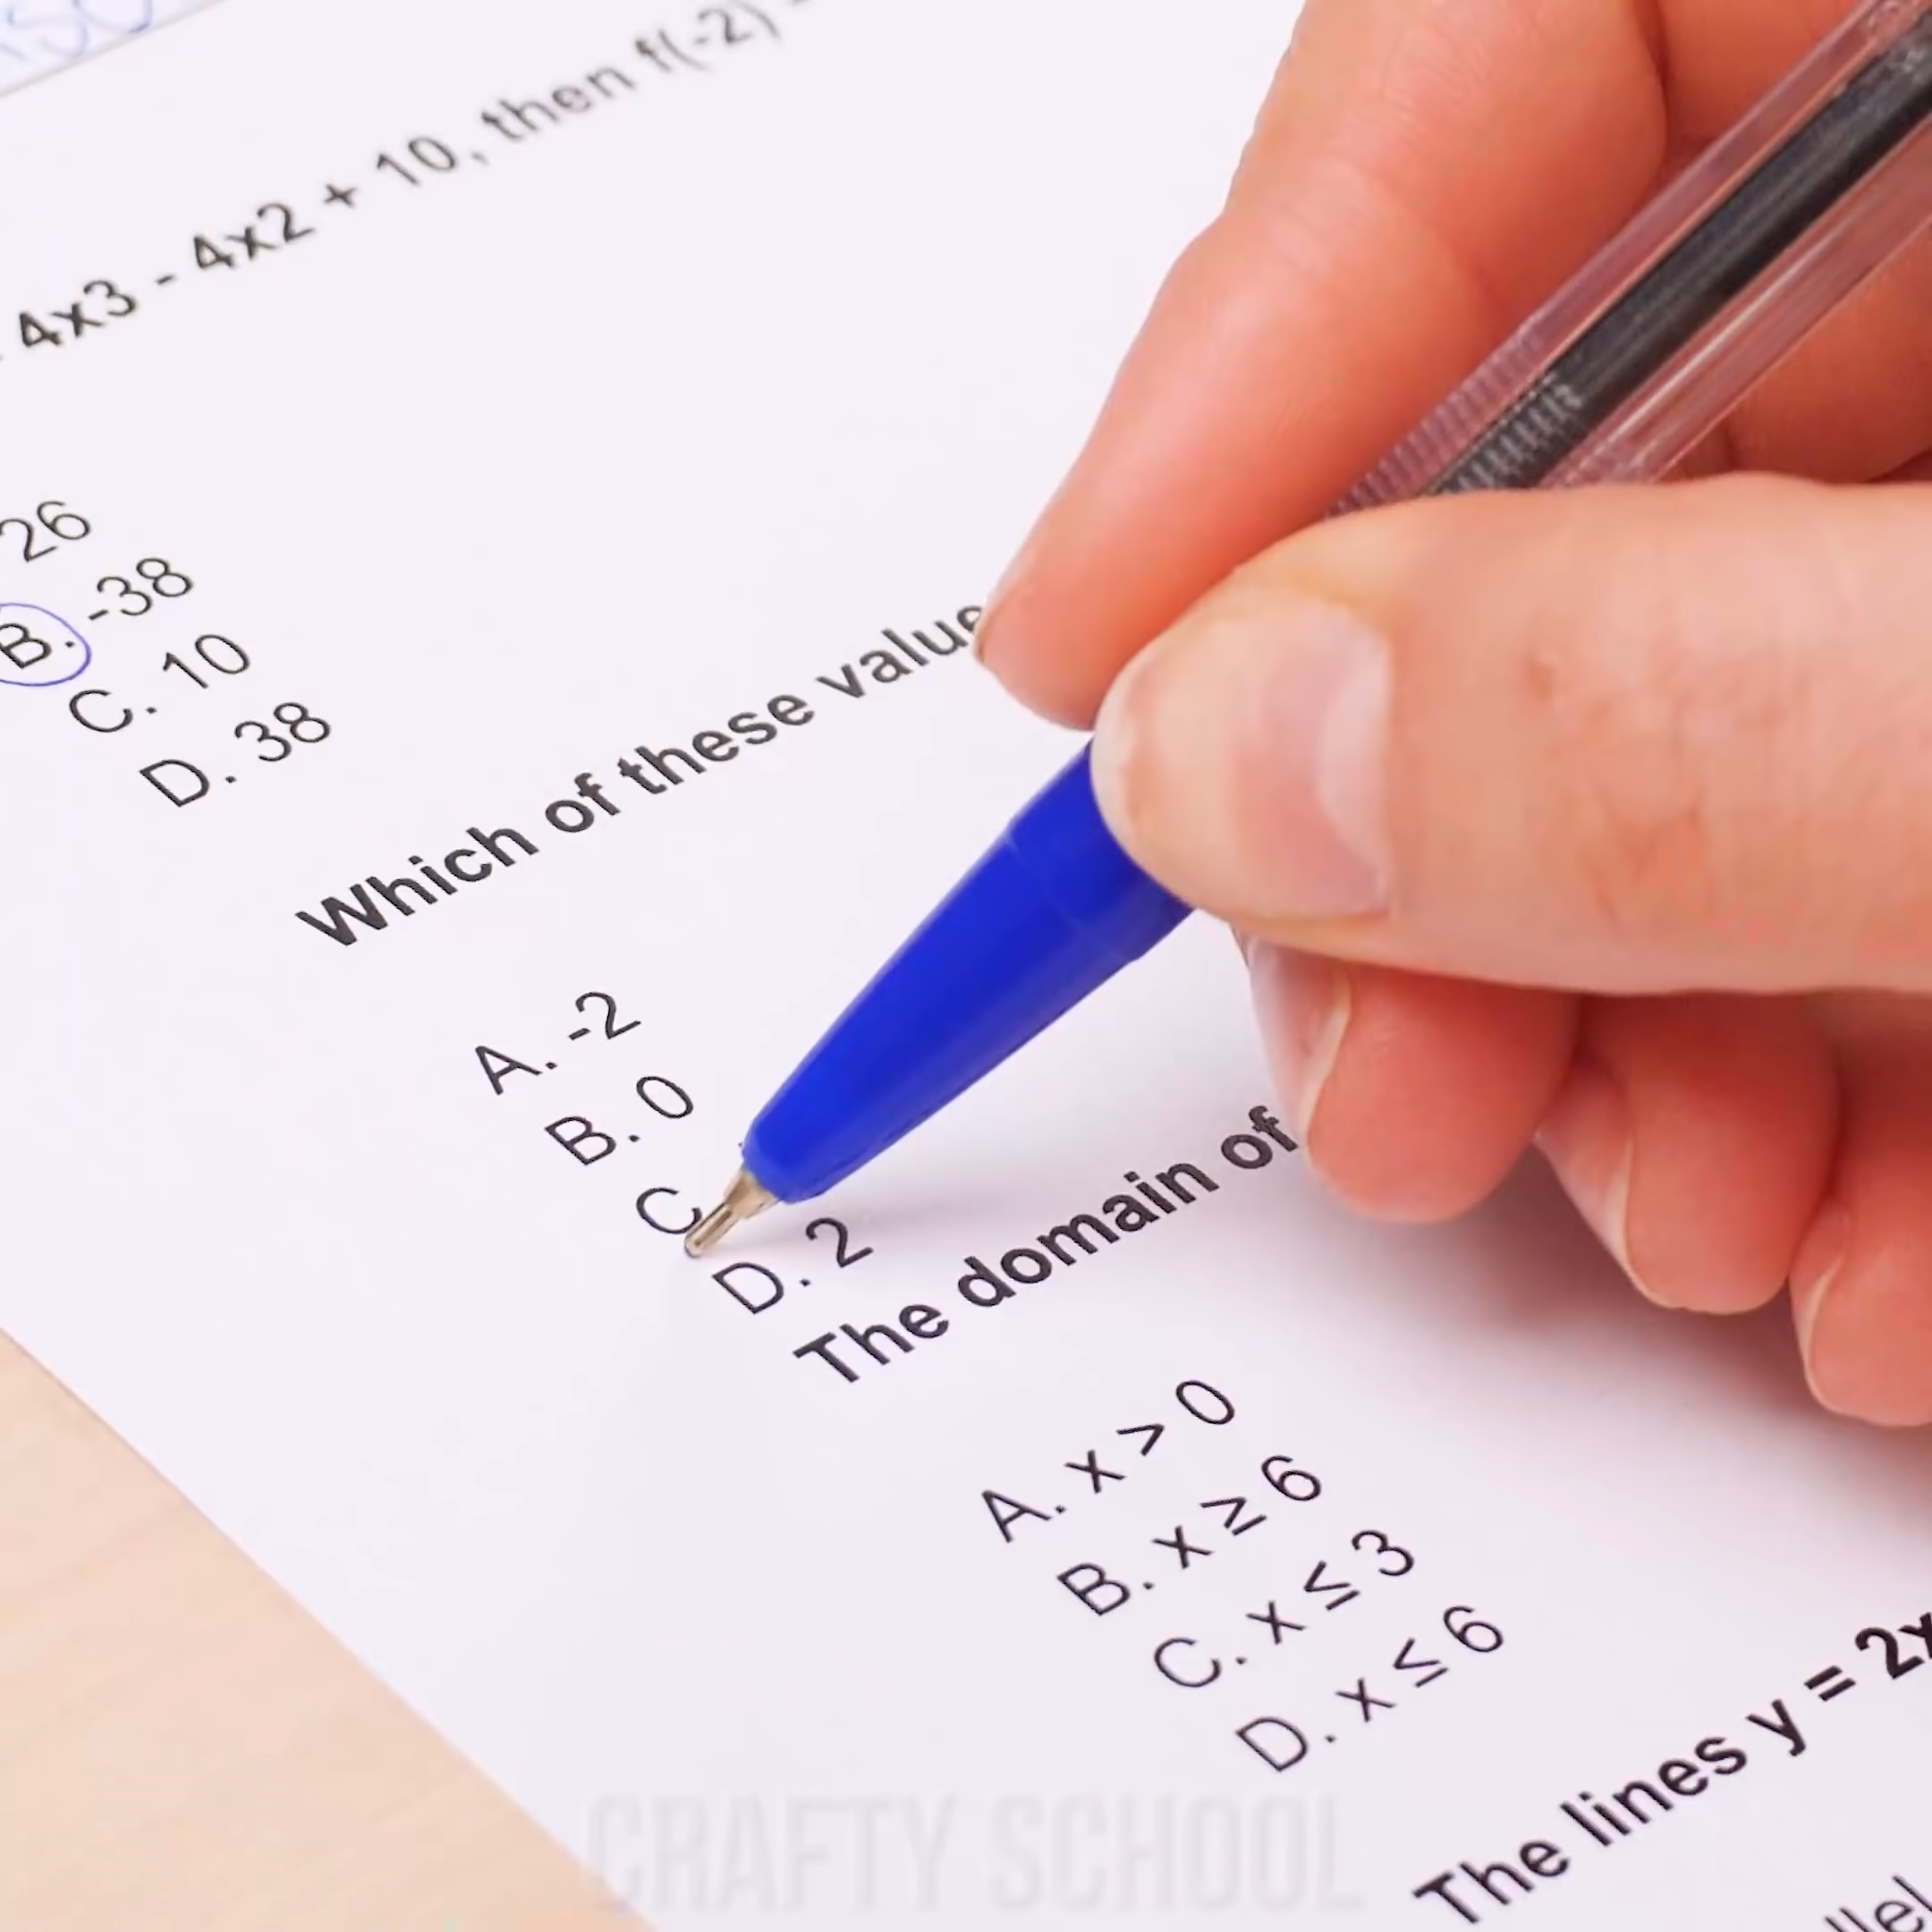 4x3 - 4x2 + 10, then f(-2)
26
B. -38
C. 10
D. 38
Which of these value
A. -2
B. 0
C
D. 2
The domain of
A. x > 0
B. x ≥ 6
C. x ≤ 3
D. x ≤ 6
The lines y = 2x
CRAFTY SCHOOL